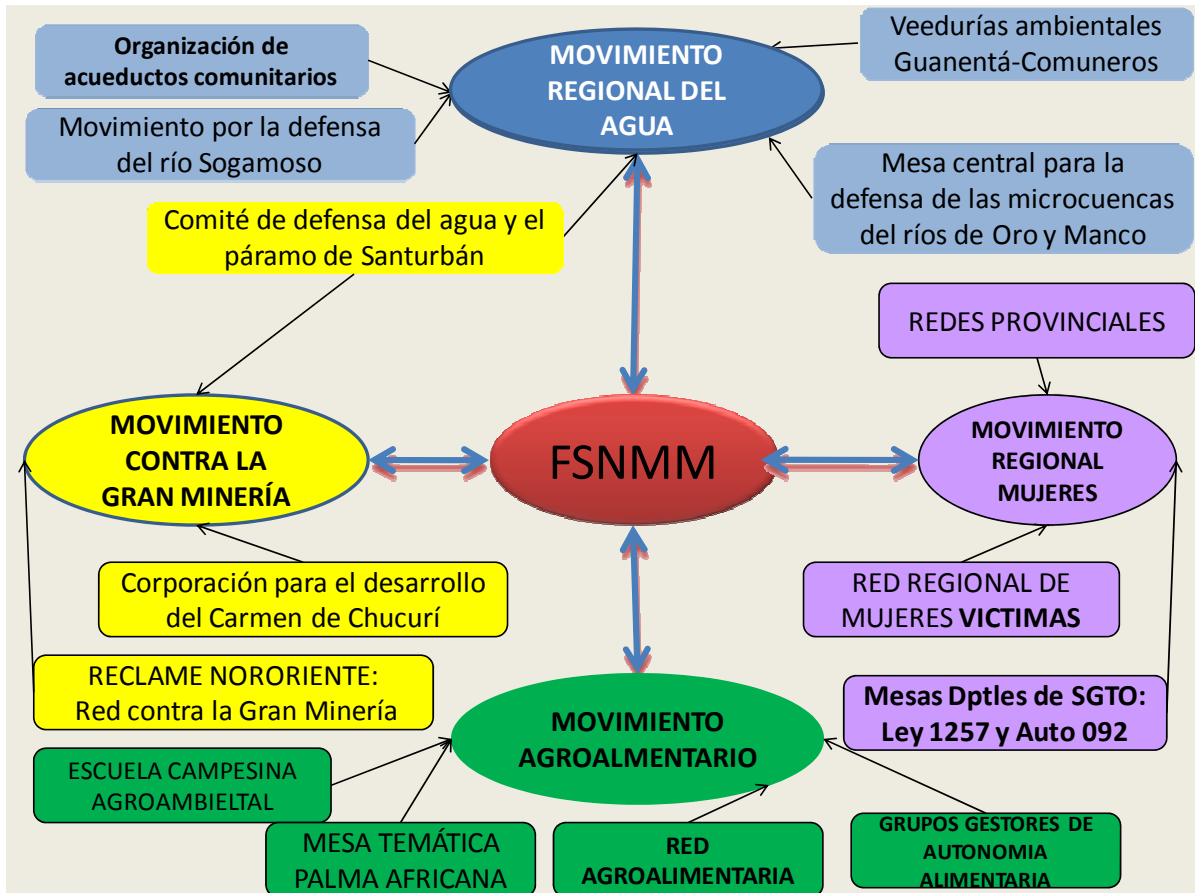 Organización de
acueductos comunitarios
Movimiento por la defensa
del río Sogamoso
MOVIMIENTO
REGIONAL DEL
AGUA
Veedurías ambientales
Guanentá-Comuneros
Mesa central para la
defensa de las microcuencas
del ríos de Oro y Manco
Comité de defensa del agua y el
páramo de Santurbán
REDES PROVINCIALES
MOVIMIENTO
CONTRA LA
GRAN MINERÍA
FSNMM
MOVIMIENTO
REGIONAL
MUJERES
Corporación para el desarrollo
del Carmen de Chucurí
RED REGIONAL DE
MUJERES VICTIMAS
RECLAME NORORIENTE:
Red contra la Gran Minería
Mesas Dptles de SGTO:
Ley 1257 y Auto 092
MOVIMIENTO
AGROALMENTARIO
ESCUELA CAMPESINA
AGROAMBIELTAL
MESA TEMÁTICA
PALMA AFRICANA
RED
AGROALIMENTARIA
GRUPOS GESTORES DE
AUTONOMIA
ALIMENTARIA